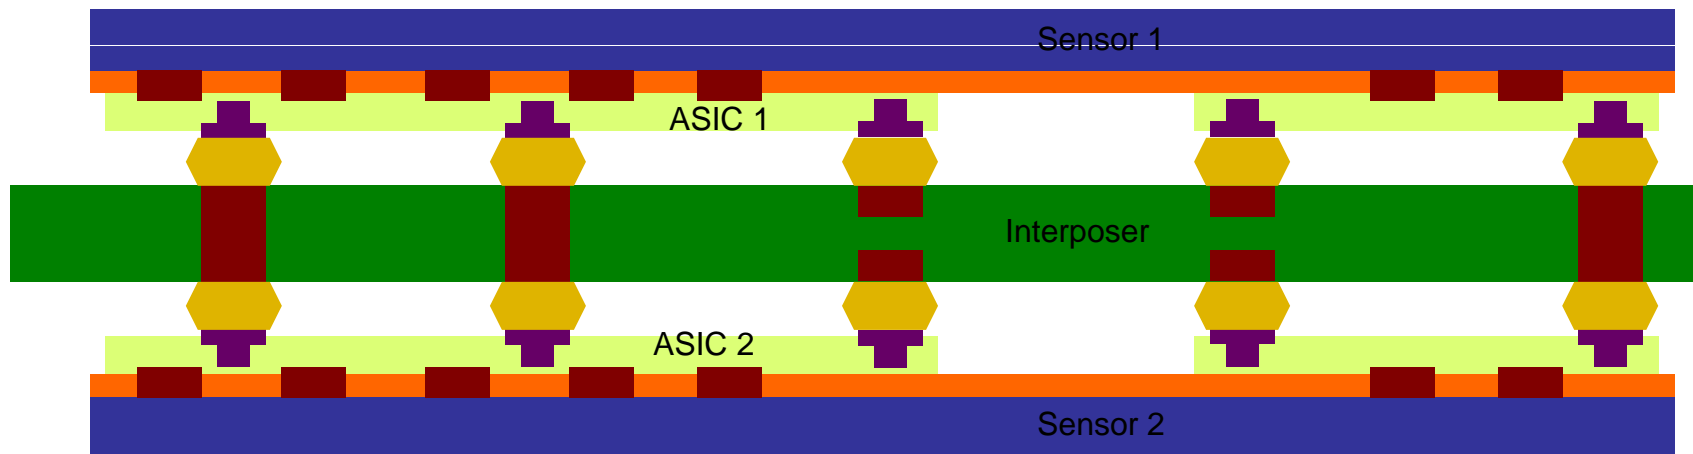 Sensor 1
ASIC 1
Interposer
ASIC 2
Sensor 2